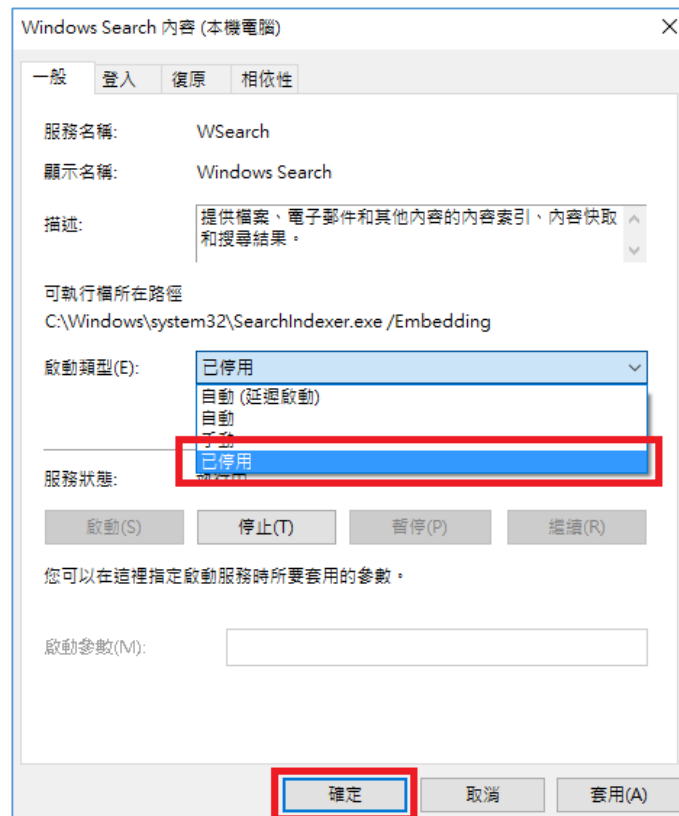 Windows Search 內容 (本機電腦)
一般 登入 復原 相依性
服務名稱: WSearch
顯示名稱: Windows Search
描述: 提供檔案、電子郵件和其他內容的內容索引、內容快取
和搜尋結果。
可執行檔所在路徑
C:\Windows\system32\SearchIndexer.exe /Embedding
啟動類型(E): 已停用
自動 (延遲啟動)
自動
手動
已停用
服務狀態:
啟動(S) 停止(T) 暫停(P) 繼續(R)
您可以在這裡指定啟動服務時所要套用的參數。
啟動參數(M):
確定 取消 套用(A)